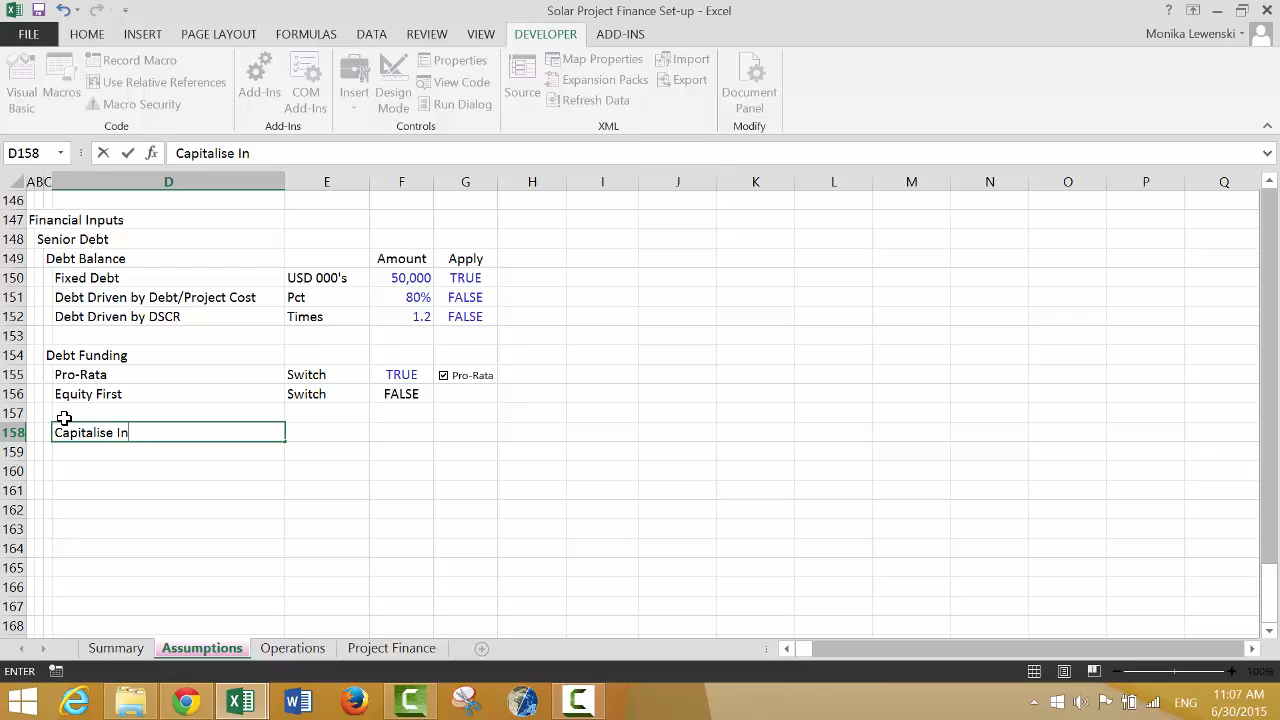 Solar Project Finance Set-up - Excel
?
FILE HOME INSERT PAGE LAYOUT FORMULAS DATA REVIEW VIEW DEVELOPER ADD-INS Monika Lewenski
Visual Basic
Macros
Record Macro
Use Relative References
Macro Security
Code
Add-Ins
COM Add-Ins
Add-Ins
Insert
Design Mode
Properties
View Code
Run Dialog
Controls
Source
Map Properties
Expansion Packs
Refresh Data
Import
Export
XML
Document Panel
Modify
D158 fx Capitalise In
A B C D E F G H I J K L M N O P Q
146
147 Financial Inputs
148 Senior Debt
149 Debt Balance Amount Apply
150 Fixed Debt USD 000's 50,000 TRUE
151 Debt Driven by Debt/Project Cost Pct 80% FALSE
152 Debt Driven by DSCR Times 1.2 FALSE
153
154 Debt Funding
155 Pro-Rata Switch TRUE Pro-Rata
156 Equity First Switch FALSE
157
158 Capitalise In
159
160
161
162
163
164
165
166
167
168
Summary Assumptions Operations Project Finance
ENTER 100%
ENG 11:07 AM
6/30/2015